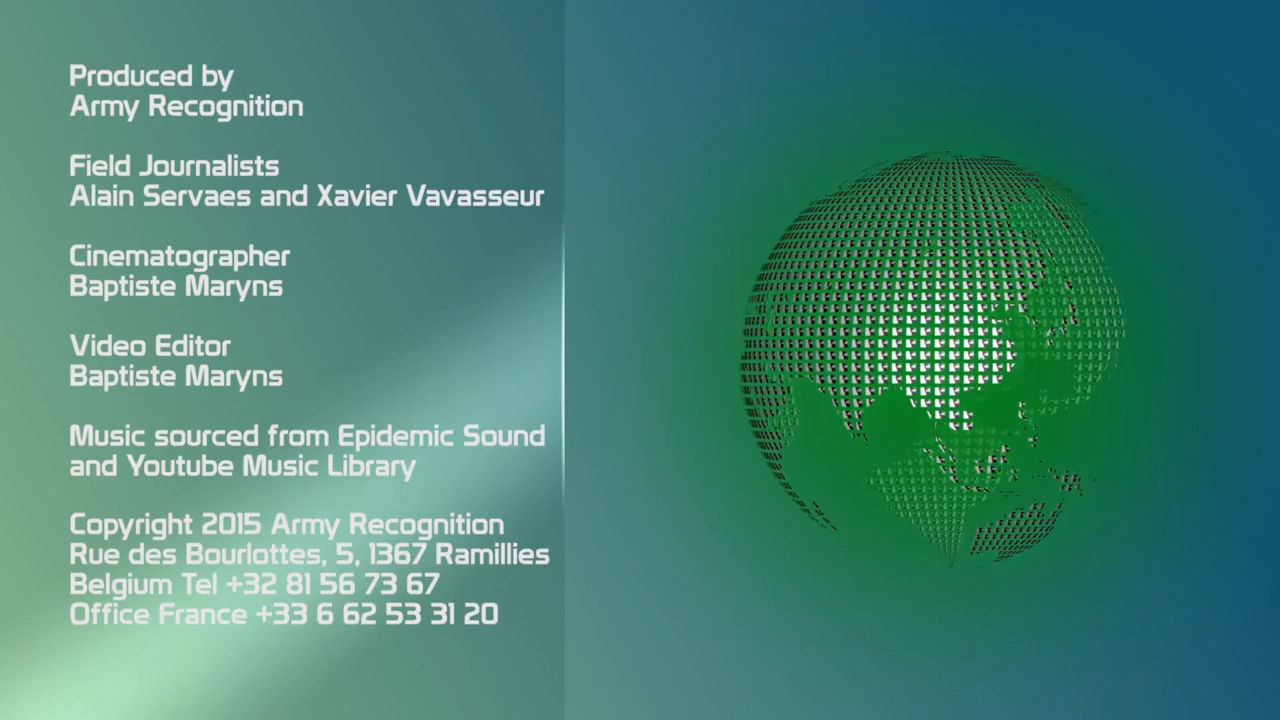 Produced by
Army Recognition
Field Journalists
Alain Servaes and Xavier Vavasseur
Cinematographer
Baptiste Maryns
Video Editor
Baptiste Maryns
Music sourced from Epidemic Sound
and Youtube Music Library
Copyright 2015 Army Recognition
Rue des Bourlottes, 5, 1367 Ramillies
Belgium Tel +32 81 56 73 67
Office France +33 6 62 53 31 20